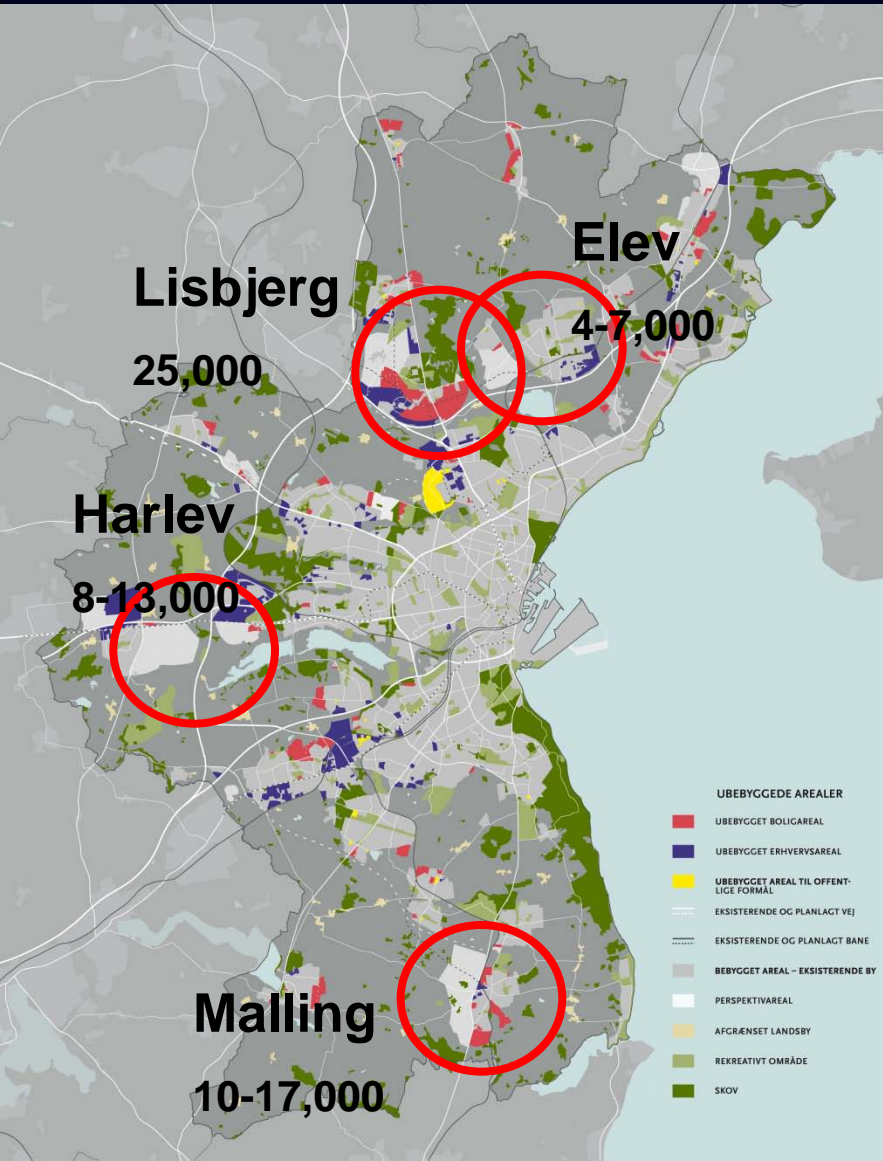 Elev
4-7,000
Lisbjerg
25,000
Harlev
8-13,000
Malling
10-17,000
UBEBYGGEDE AREALER
UBEBYGGET BOLIGAREAL
UBEBYGGET ERHVERVSAREAL
UBEBYGGET AREAL TIL OFFENT-
LIGE FORMÅL
EKSISTERENDE OG PLANLAGT VEJ
EKSISTERENDE OG PLANLAGT BANE
BEBYGGET AREAL – EKSISTERENDE BY
PERSPEKTIVAREAL
AFGRÆNSET LANDSBY
REKREATIVT OMRÅDE
SKOV